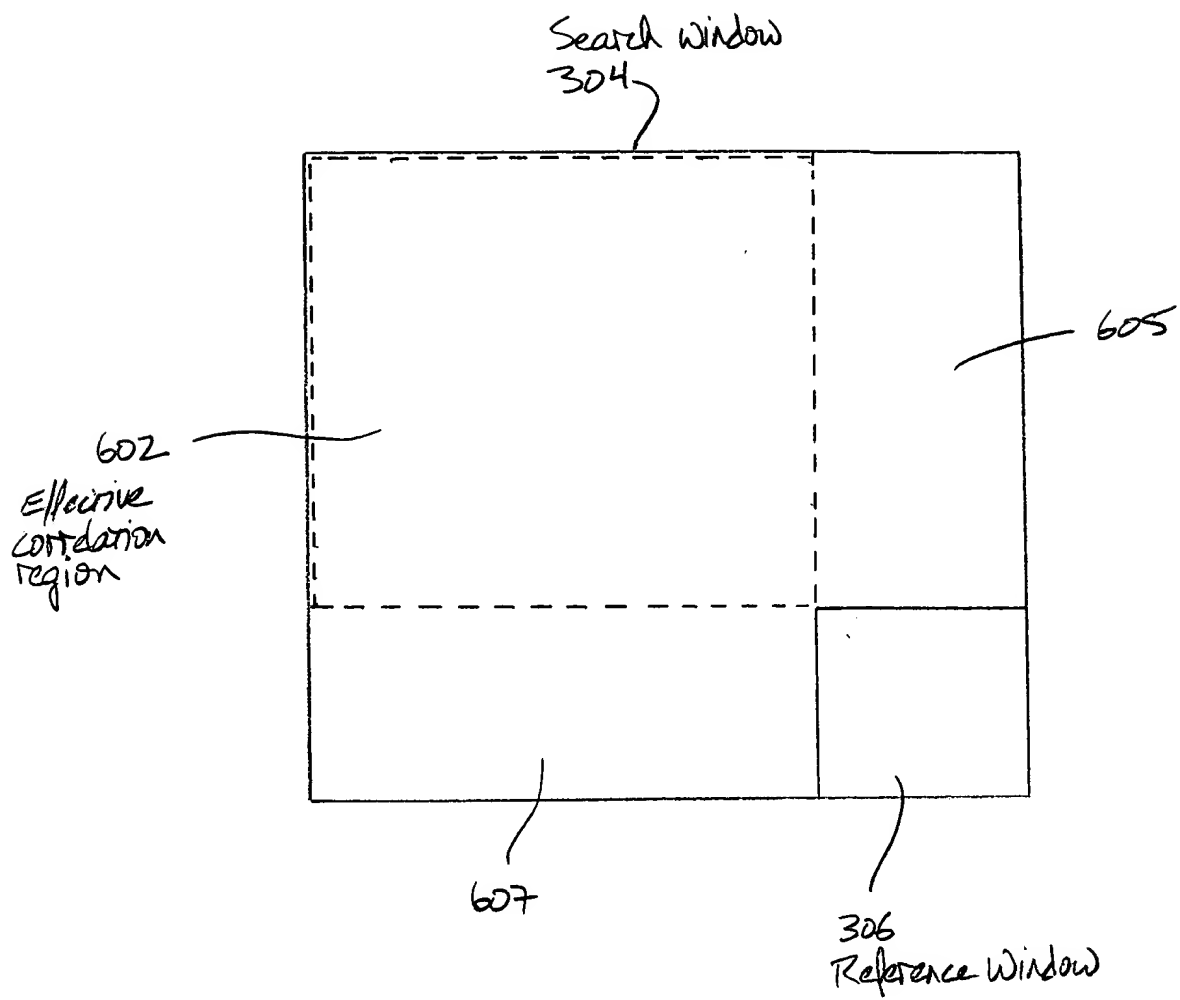 Search window
304
605
602
Effective
correlation
region
607
306
Reference Window